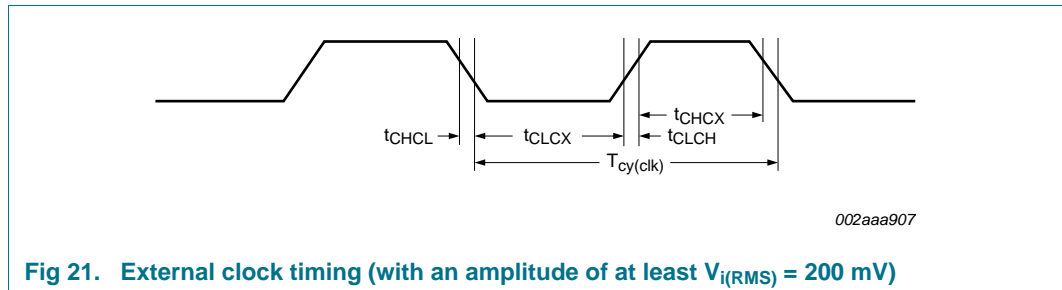 tCHCX
tCHCL tCLCX tCLCH
Tcy(clk)
002aaa907
Fig 21. External clock timing (with an amplitude of at least Vi(RMS) = 200 mV)